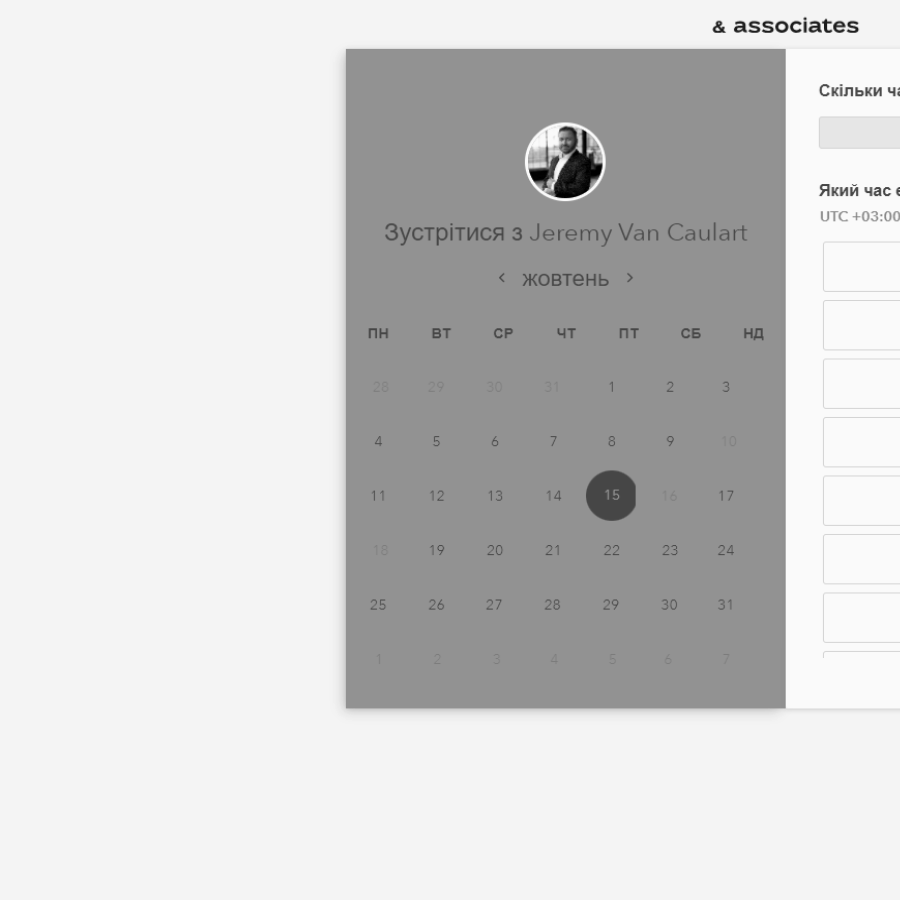 & associates
Зустрітися з Jeremy Van Caulart
жовтень
ПН ВТ СР ЧТ ПТ СБ НД
28 29 30 31 1 2 3
4 5 6 7 8 9 10
11 12 13 14 15 16 17
18 19 20 21 22 23 24
25 26 27 28 29 30 31
1 2 3 4 5 6 7
Скільки
Який час
UTC +03:00